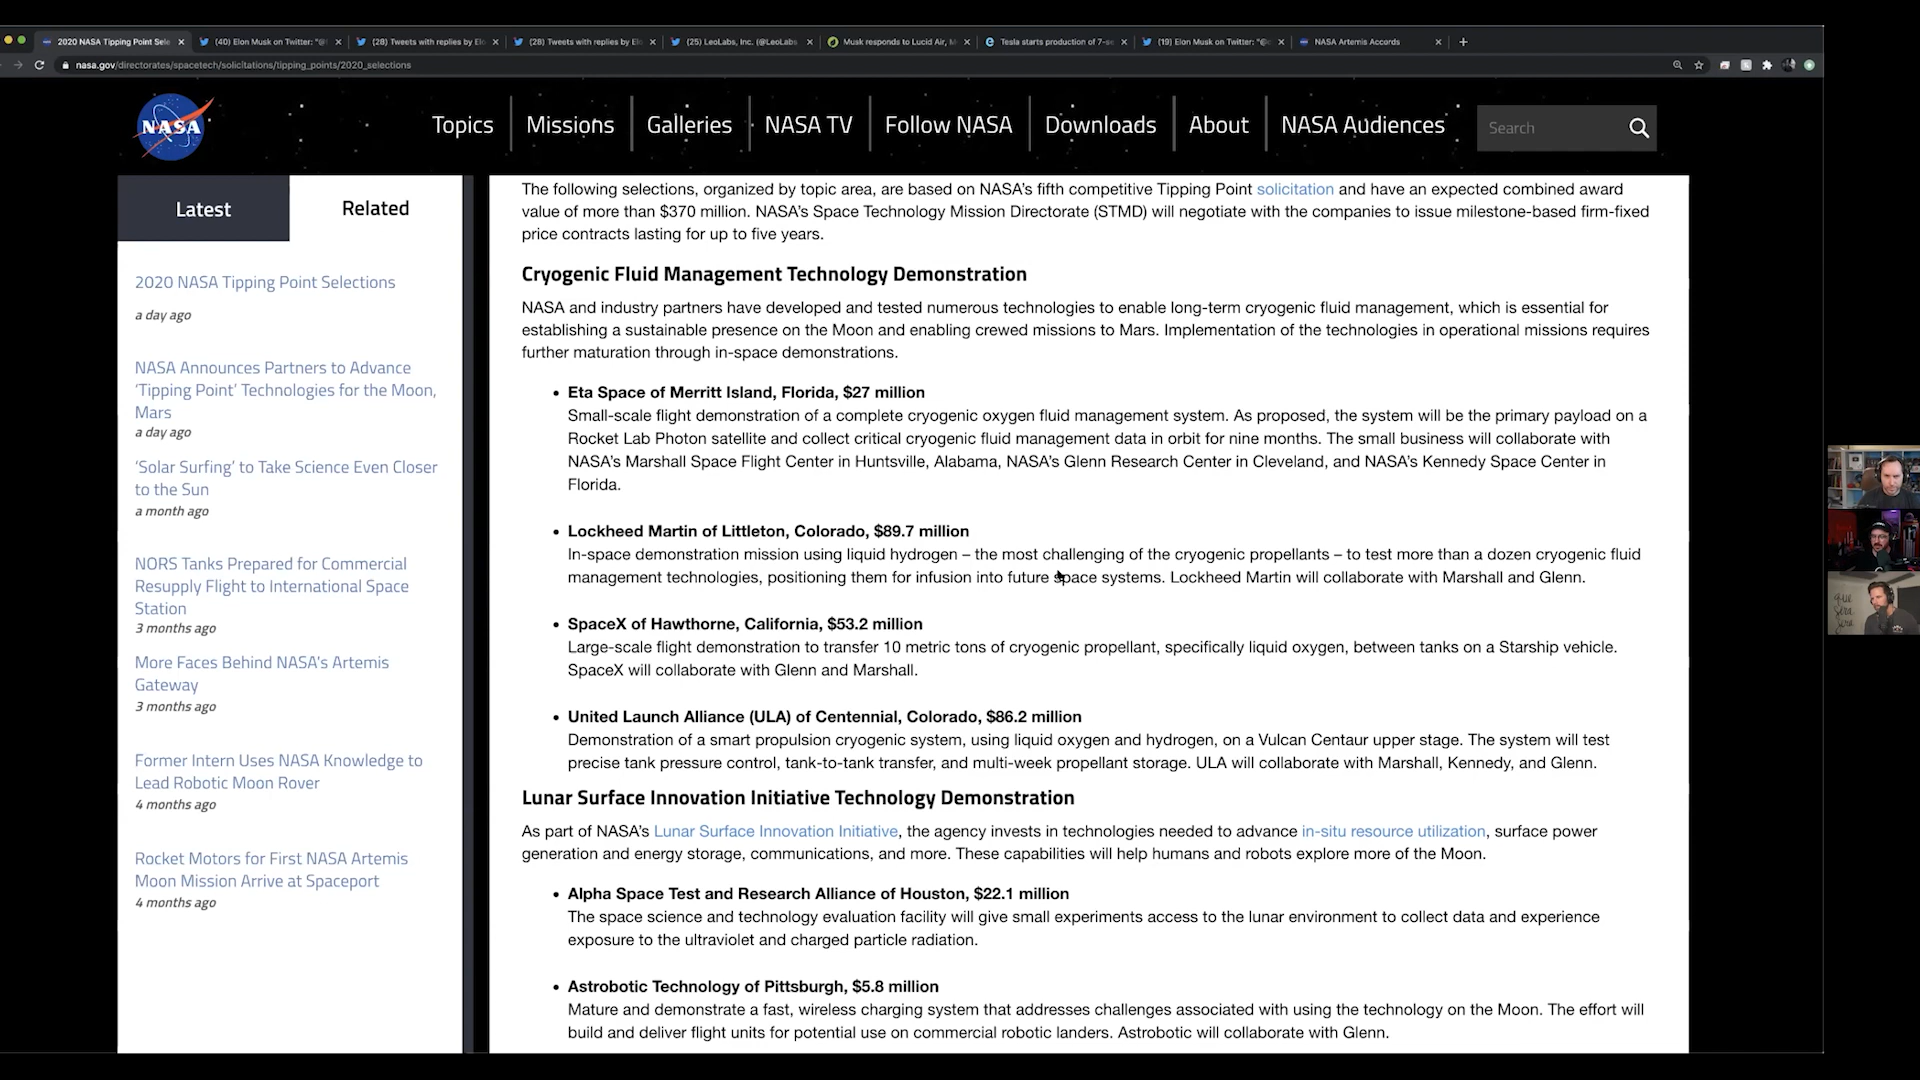 2020 NASA Tipping Point Sele
(40) Elon Musk on Twitter: "@
(28) Tweets with replies by Elo
(28) Tweets with replies by Elo
(25) LeoLabs, Inc. (@LeoLabs
Musk responds to Lucid Air, M
Tesla starts production of 7-se
(19) Elon Musk on Twitter: "@
NASA Artemis Accords
nasa.gov/directorates/spacetech/solicitations/tipping_points/2020_selections
NASA
Topics
Missions
Galleries
NASA TV
Follow NASA
Downloads
About
NASA Audiences
Search
Latest
Related
2020 NASA Tipping Point Selections
a day ago
NASA Announces Partners to Advance
‘Tipping Point’ Technologies for the Moon,
Mars
a day ago
‘Solar Surfing’ to Take Science Even Closer
to the Sun
a month ago
NORS Tanks Prepared for Commercial
Resupply Flight to International Space
Station
3 months ago
More Faces Behind NASA's Artemis
Gateway
3 months ago
Former Intern Uses NASA Knowledge to
Lead Robotic Moon Rover
4 months ago
Rocket Motors for First NASA Artemis
Moon Mission Arrive at Spaceport
4 months ago
The following selections, organized by topic area, are based on NASA’s fifth competitive Tipping Point solicitation and have an expected combined award
value of more than $370 million. NASA’s Space Technology Mission Directorate (STMD) will negotiate with the companies to issue milestone-based firm-fixed
price contracts lasting for up to five years.
Cryogenic Fluid Management Technology Demonstration
NASA and industry partners have developed and tested numerous technologies to enable long-term cryogenic fluid management, which is essential for
establishing a sustainable presence on the Moon and enabling crewed missions to Mars. Implementation of the technologies in operational missions requires
further maturation through in-space demonstrations.
• Eta Space of Merritt Island, Florida, $27 million
Small-scale flight demonstration of a complete cryogenic oxygen fluid management system. As proposed, the system will be the primary payload on a
Rocket Lab Photon satellite and collect critical cryogenic fluid management data in orbit for nine months. The small business will collaborate with
NASA’s Marshall Space Flight Center in Huntsville, Alabama, NASA’s Glenn Research Center in Cleveland, and NASA’s Kennedy Space Center in
Florida.
• Lockheed Martin of Littleton, Colorado, $89.7 million
In-space demonstration mission using liquid hydrogen – the most challenging of the cryogenic propellants – to test more than a dozen cryogenic fluid
management technologies, positioning them for infusion into future space systems. Lockheed Martin will collaborate with Marshall and Glenn.
• SpaceX of Hawthorne, California, $53.2 million
Large-scale flight demonstration to transfer 10 metric tons of cryogenic propellant, specifically liquid oxygen, between tanks on a Starship vehicle.
SpaceX will collaborate with Glenn and Marshall.
• United Launch Alliance (ULA) of Centennial, Colorado, $86.2 million
Demonstration of a smart propulsion cryogenic system, using liquid oxygen and hydrogen, on a Vulcan Centaur upper stage. The system will test
precise tank pressure control, tank-to-tank transfer, and multi-week propellant storage. ULA will collaborate with Marshall, Kennedy, and Glenn.
Lunar Surface Innovation Initiative Technology Demonstration
As part of NASA’s Lunar Surface Innovation Initiative, the agency invests in technologies needed to advance in-situ resource utilization, surface power
generation and energy storage, communications, and more. These capabilities will help humans and robots explore more of the Moon.
• Alpha Space Test and Research Alliance of Houston, $22.1 million
The space science and technology evaluation facility will give small experiments access to the lunar environment to collect data and experience
exposure to the ultraviolet and charged particle radiation.
• Astrobotic Technology of Pittsburgh, $5.8 million
Mature and demonstrate a fast, wireless charging system that addresses challenges associated with using the technology on the Moon. The effort will
build and deliver flight units for potential use on commercial robotic landers. Astrobotic will collaborate with Glenn.